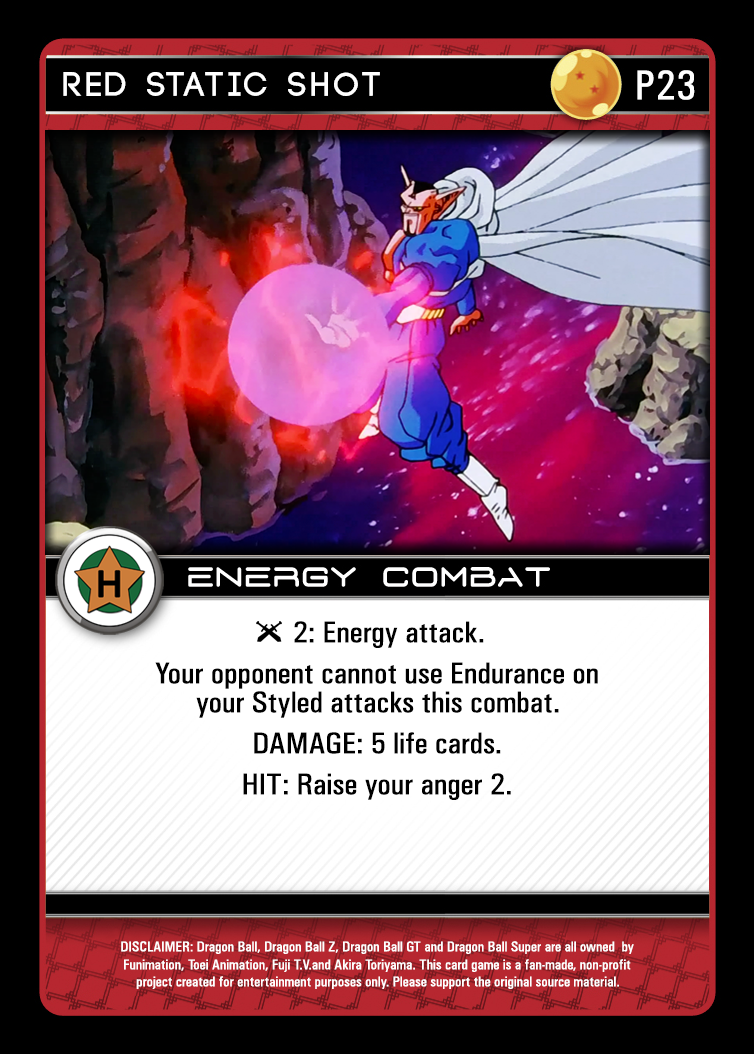 RED STATIC SHOT
P23
H
ENERGY COMBAT
2: Energy attack.
Your opponent cannot use Endurance on
your Styled attacks this combat.
DAMAGE: 5 life cards.
HIT: Raise your anger 2.
DISCLAIMER: Dragon Ball, Dragon Ball Z, Dragon Ball GT and Dragon Ball Super are all owned by
Funimation, Toei Animation, Fuji T.V.and Akira Toriyama. This card game is a fan-made, non-profit
project created for entertainment purposes only. Please support the original source material.